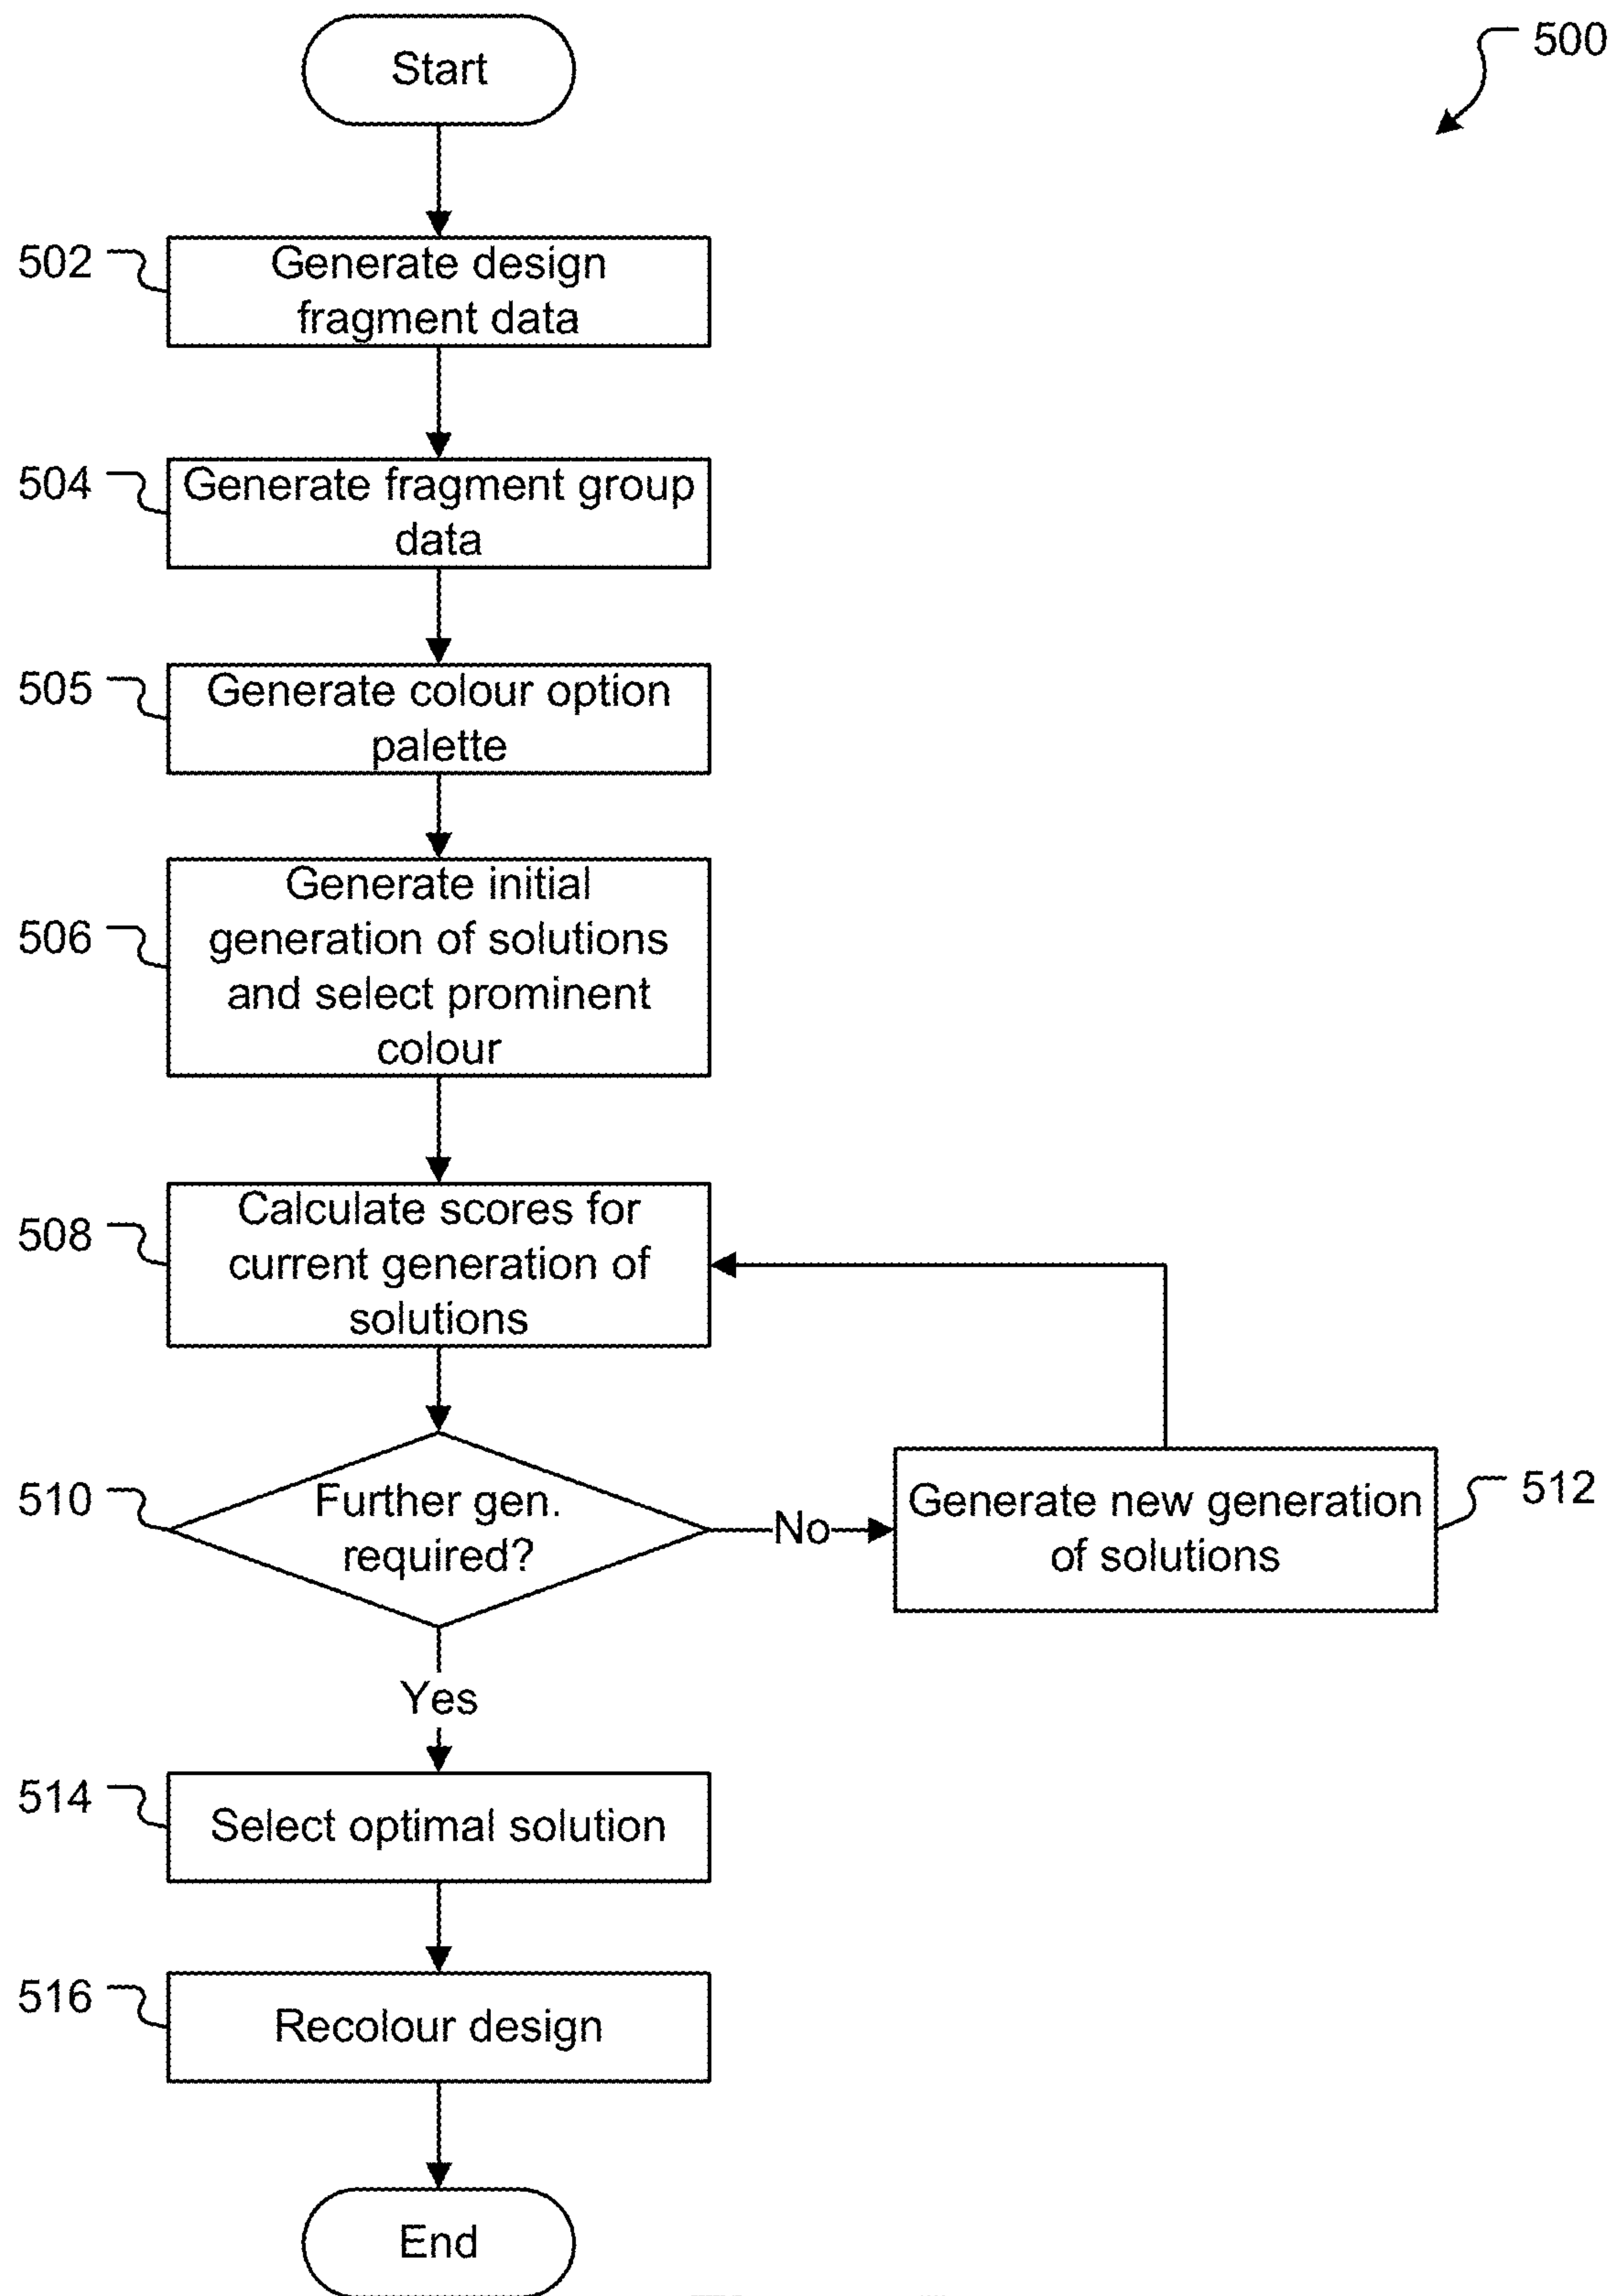 Start
500
502
Generate design
fragment data
504
Generate fragment group
data
505
Generate colour option
palette
506
Generate initial
generation of solutions
and select prominent
colour
508
Calculate scores for
current generation of
solutions
510
Further gen.
required?
No
Generate new generation
of solutions
512
Yes
514
Select optimal solution
516
Recolour design
End